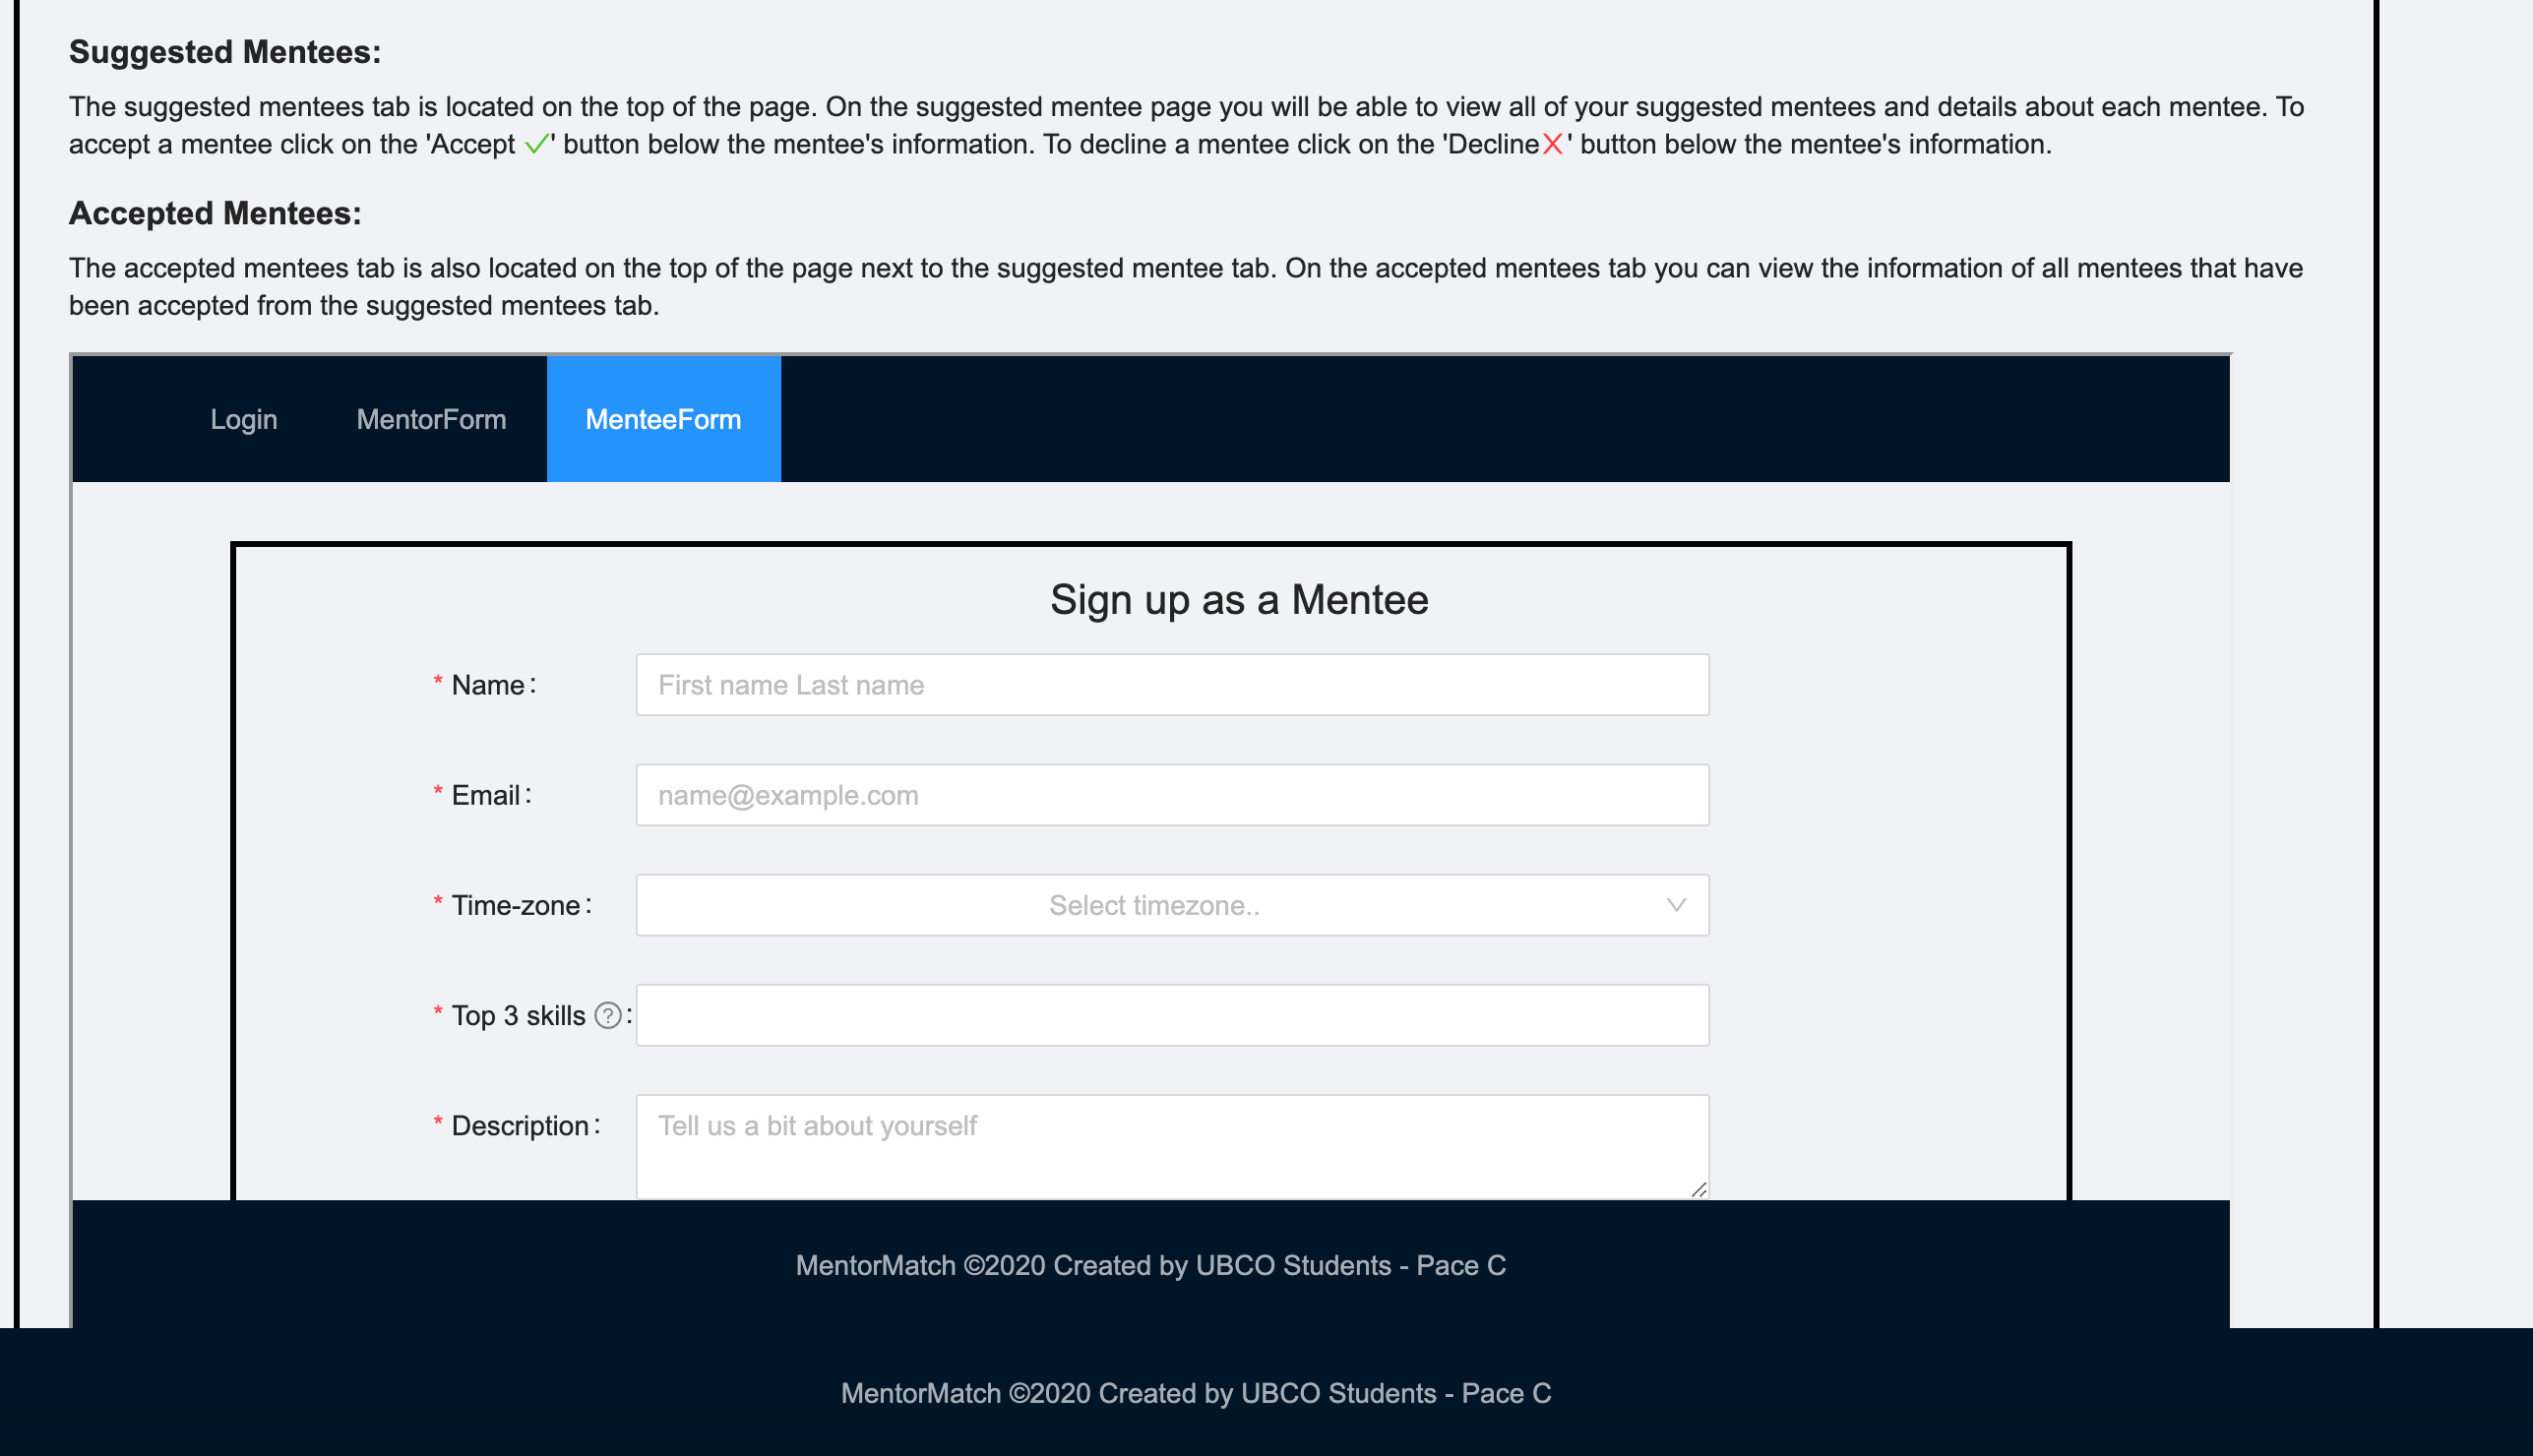 Suggested Mentees:
The suggested mentees tab is located on the top of the page. On the suggested mentee page you will be able to view all of your suggested mentees and details about each mentee. To
accept a mentee click on the 'Accept ✓' button below the mentee's information. To decline a mentee click on the 'Decline X' button below the mentee's information.
Accepted Mentees:
The accepted mentees tab is also located on the top of the page next to the suggested mentee tab. On the accepted mentees tab you can view the information of all mentees that have
been accepted from the suggested mentees tab.
Login MentorForm MenteeForm
Sign up as a Mentee
* Name: First name Last name
* Email: name@example.com
* Time-zone: Select timezone..
* Top 3 skills ?:
* Description: Tell us a bit about yourself
MentorMatch ©2020 Created by UBCO Students - Pace C
MentorMatch ©2020 Created by UBCO Students - Pace C